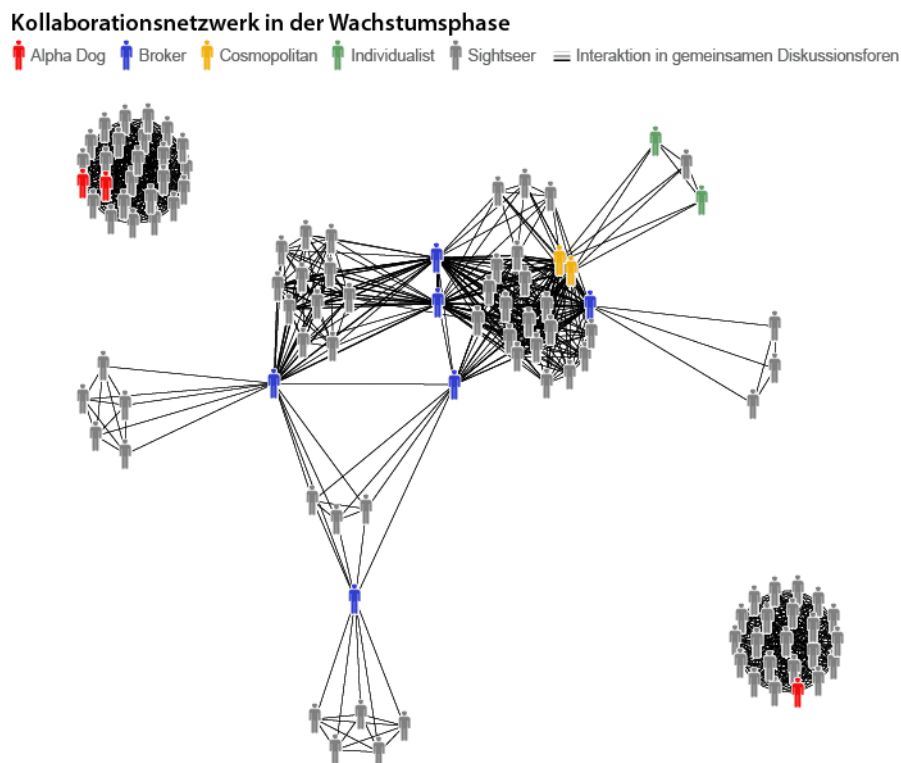 Kollaborationsnetzwerk in der Wachstumsphase
Alpha Dog Broker Cosmopolitan Individualist Sightseer Interaktion in gemeinsamen Diskussionsforen